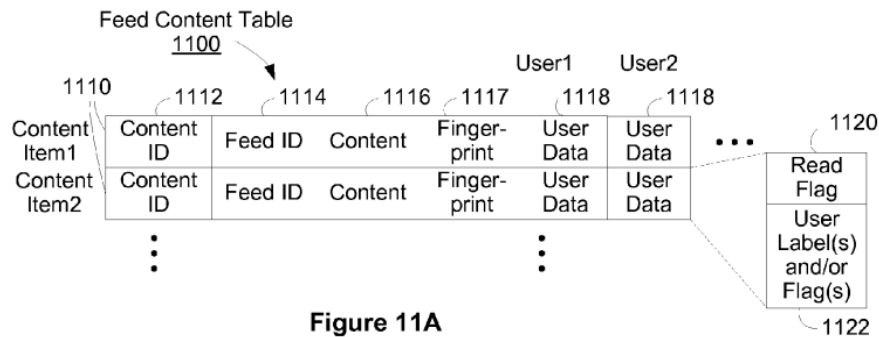 Feed Content Table
1100
User1 User2
1110 1112 1114 1116 1117 1118 1118
1120
Content Item1
Content ID
Feed ID
Content
Finger-print
User Data
User Data
Content Item2
Content ID
Feed ID
Content
Finger-print
User Data
User Data
Read
Flag
User
Label(s)
and/or
Flag(s)
1122
Figure 11A